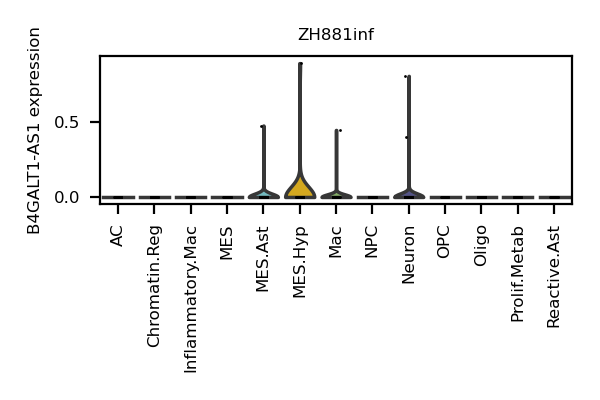 ZH881inf
B4GALT1-AS1 expression
0.5
0.0
AC
Chromatin.Reg
Inflammatory.Mac
MES
MES.Ast
MES.Hyp
Mac
NPC
Neuron
OPC
Oligo
Prolif.Metab
Reactive.Ast